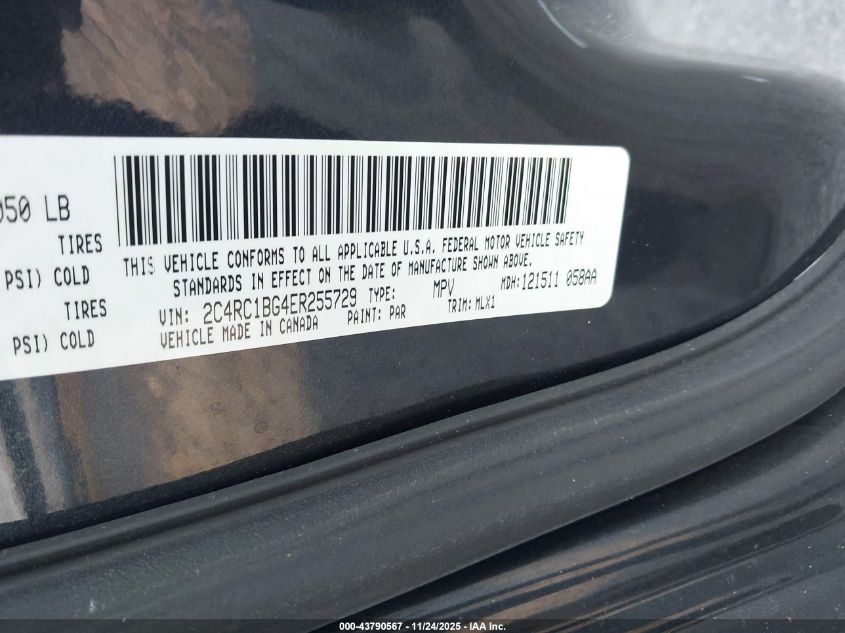 050 LB
TIRES
PSI) COLD
TIRES
PSI) COLD
THIS VEHICLE CONFORMS TO ALL APPLICABLE U.S.A. FEDERAL MOTOR VEHICLE SAFETY
STANDARDS IN EFFECT ON THE DATE OF MANUFACTURE SHOWN ABOVE.
VIN: 2C4RC1BG4ER255729 TYPE: MPV MDH: 121511 058AA
VEHICLE MADE IN CANADA PAINT: PAR TRIM: MLX1
000-43790567 — 11/24/2025 — IAA Inc.